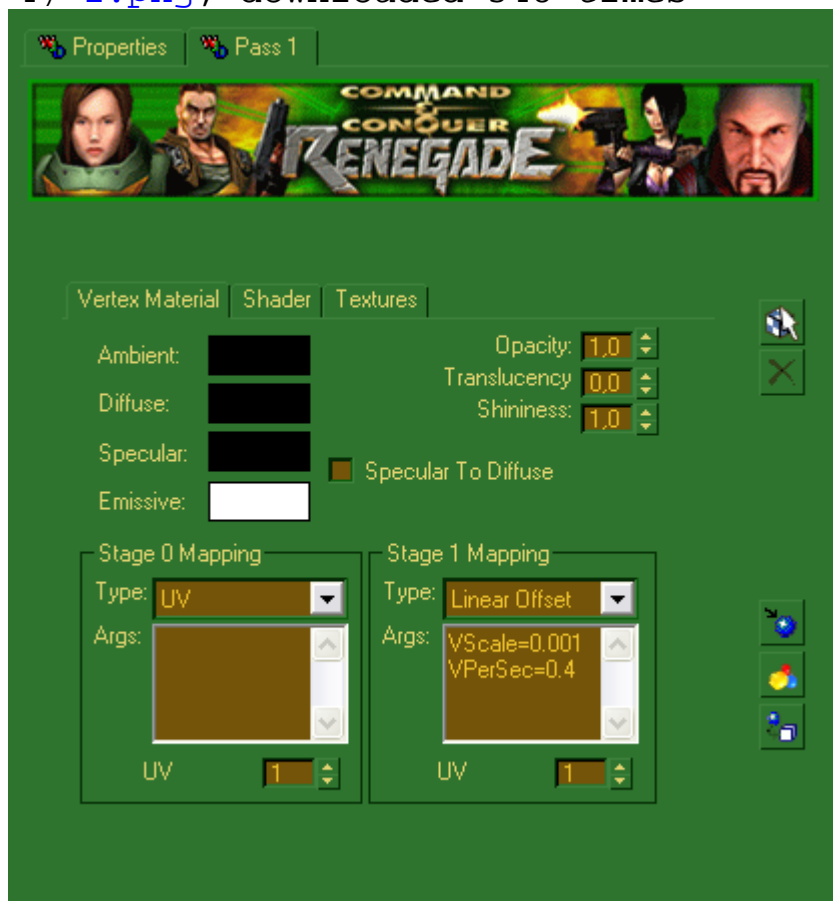 Properties Pass 1
COMMAND
&
CONQUER
RENEGADE
Vertex Material Shader Textures
Ambient:
Opacity: 1,0
Translucency 0,0
Diffuse:
Shininess: 1,0
Specular:
Specular To Diffuse
Emissive:
Stage 0 Mapping Stage 1 Mapping
Type: UV Type: Linear Offset
Args: Args: VScale=0.001
VPerSec=0.4
UV 1 UV 1